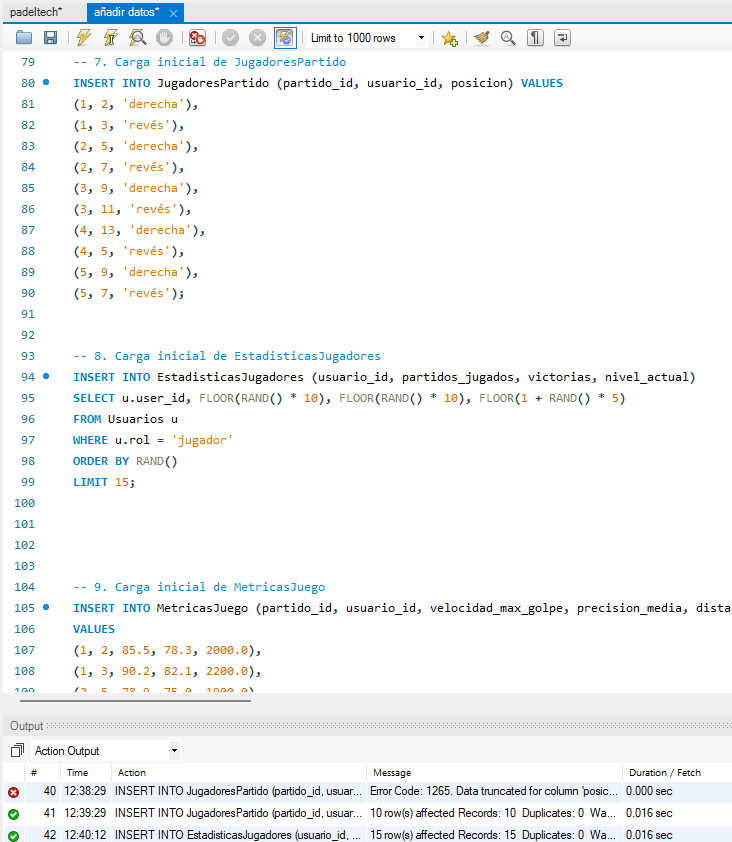 padeltech*
añadir datos*
Limit to 1000 rows
79 -- 7. Carga inicial de JugadoresPartido
80 INSERT INTO JugadoresPartido (partido_id, usuario_id, posicion) VALUES
81 (1, 2, 'derecha'),
82 (1, 3, 'revés'),
83 (2, 5, 'derecha'),
84 (2, 7, 'revés'),
85 (3, 9, 'derecha'),
86 (3, 11, 'revés'),
87 (4, 13, 'derecha'),
88 (4, 5, 'revés'),
89 (5, 9, 'derecha'),
90 (5, 7, 'revés');
91
92
93 -- 8. Carga inicial de EstadisticasJugadores
94 INSERT INTO EstadisticasJugadores (usuario_id, partidos_jugados, victorias, nivel_actual)
95 SELECT u.user_id, FLOOR(RAND() * 10), FLOOR(RAND() * 10), FLOOR(1 + RAND() * 5)
96 FROM Usuarios u
97 WHERE u.rol = 'jugador'
98 ORDER BY RAND()
99 LIMIT 15;
100
101
102
103
104 -- 9. Carga inicial de MetricasJuego
105 INSERT INTO MetricasJuego (partido_id, usuario_id, velocidad_max_golpe, precision_media, dista
106 VALUES
107 (1, 2, 85.5, 78.3, 2000.0),
108 (1, 3, 90.2, 82.1, 2200.0),
109 (2, 5, 78.9, 75.0, 1900.0)
Output
Action Output
# Time Action Message Duration / Fetch
40 12:38:29 INSERT INTO JugadoresPartido (partido_id, usuar... Error Code: 1265. Data truncated for column 'posic... 0.000 sec
41 12:39:29 INSERT INTO JugadoresPartido (partido_id, usuar... 10 row(s) affected Records: 10 Duplicates: 0 Wa... 0.016 sec
42 12:40:12 INSERT INTO EstadisticasJugadores (usuario_id, ... 15 row(s) affected Records: 15 Duplicates: 0 Wa... 0.016 sec